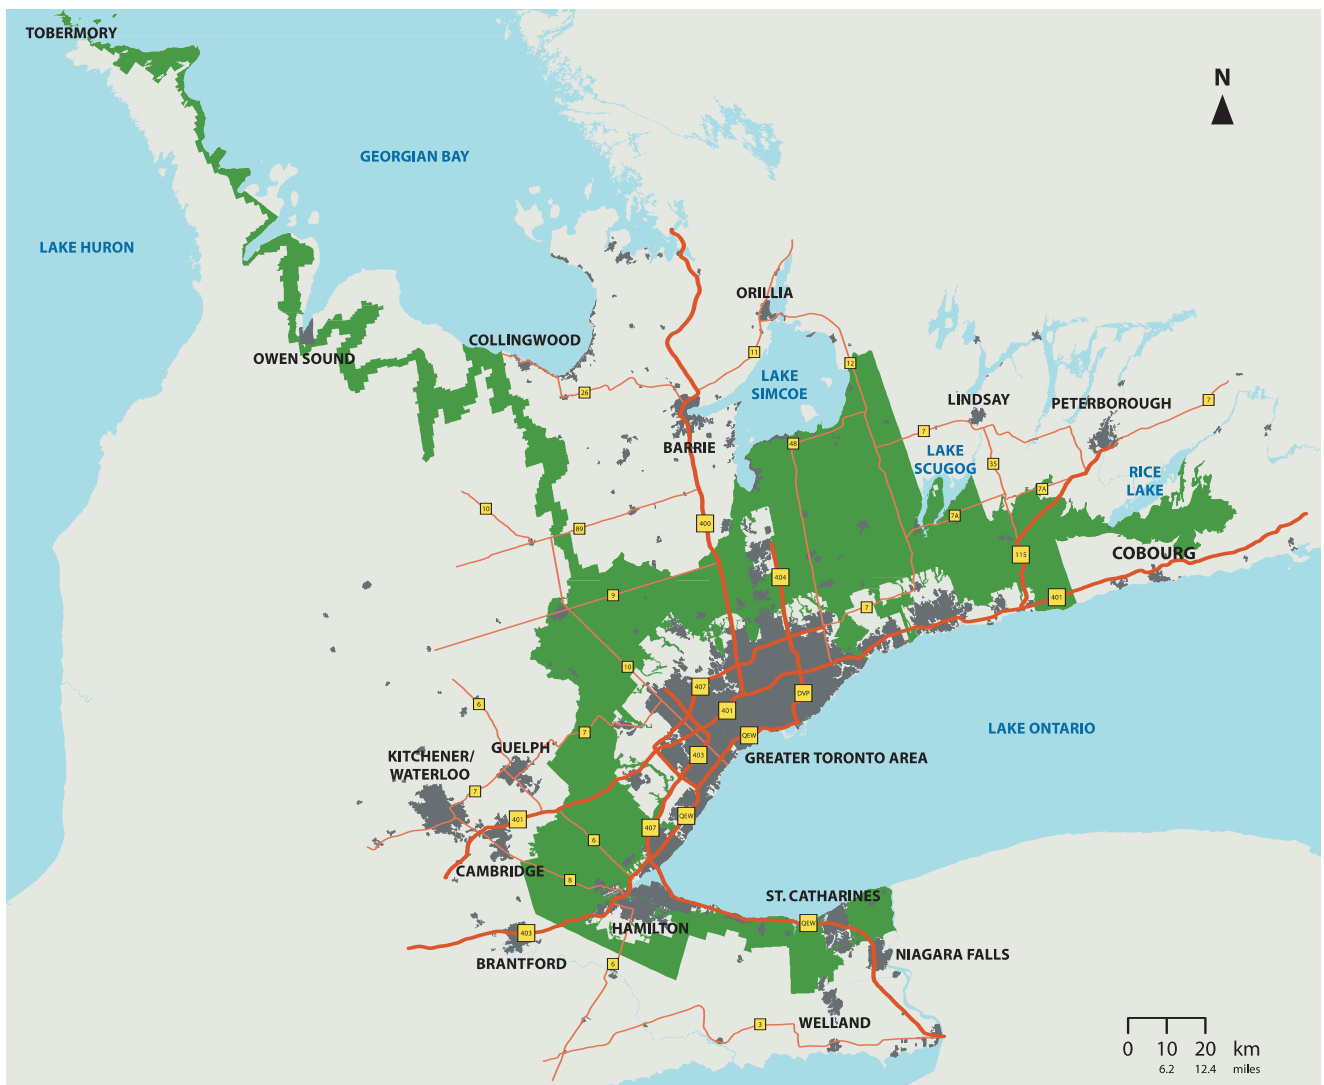 TOBERMORY
N
GEORGIAN BAY
LAKE HURON
ORILLIA
COLLINGWOOD
OWEN SOUND
11
12
LAKE
SIMCOE
26
LINDSAY
PETERBOROUGH
7
BARRIE
48
7
LAKE
SCUGOG
35
RICE
LAKE
7A
10
89
400
7A
115
COBOURG
404
9
7
401
10
407
DVP
6
401
7
QEW
LAKE ONTARIO
GUELPH
KITCHENER/
WATERLOO
403
GREATER TORONTO AREA
7
401
QEW
407
6
CAMBRIDGE
8
ST. CATHARINES
QEW
HAMILTON
403
BRANTFORD
6
NIAGARA FALLS
WELLAND
3
0 10 20 km
6.2 12.4 miles